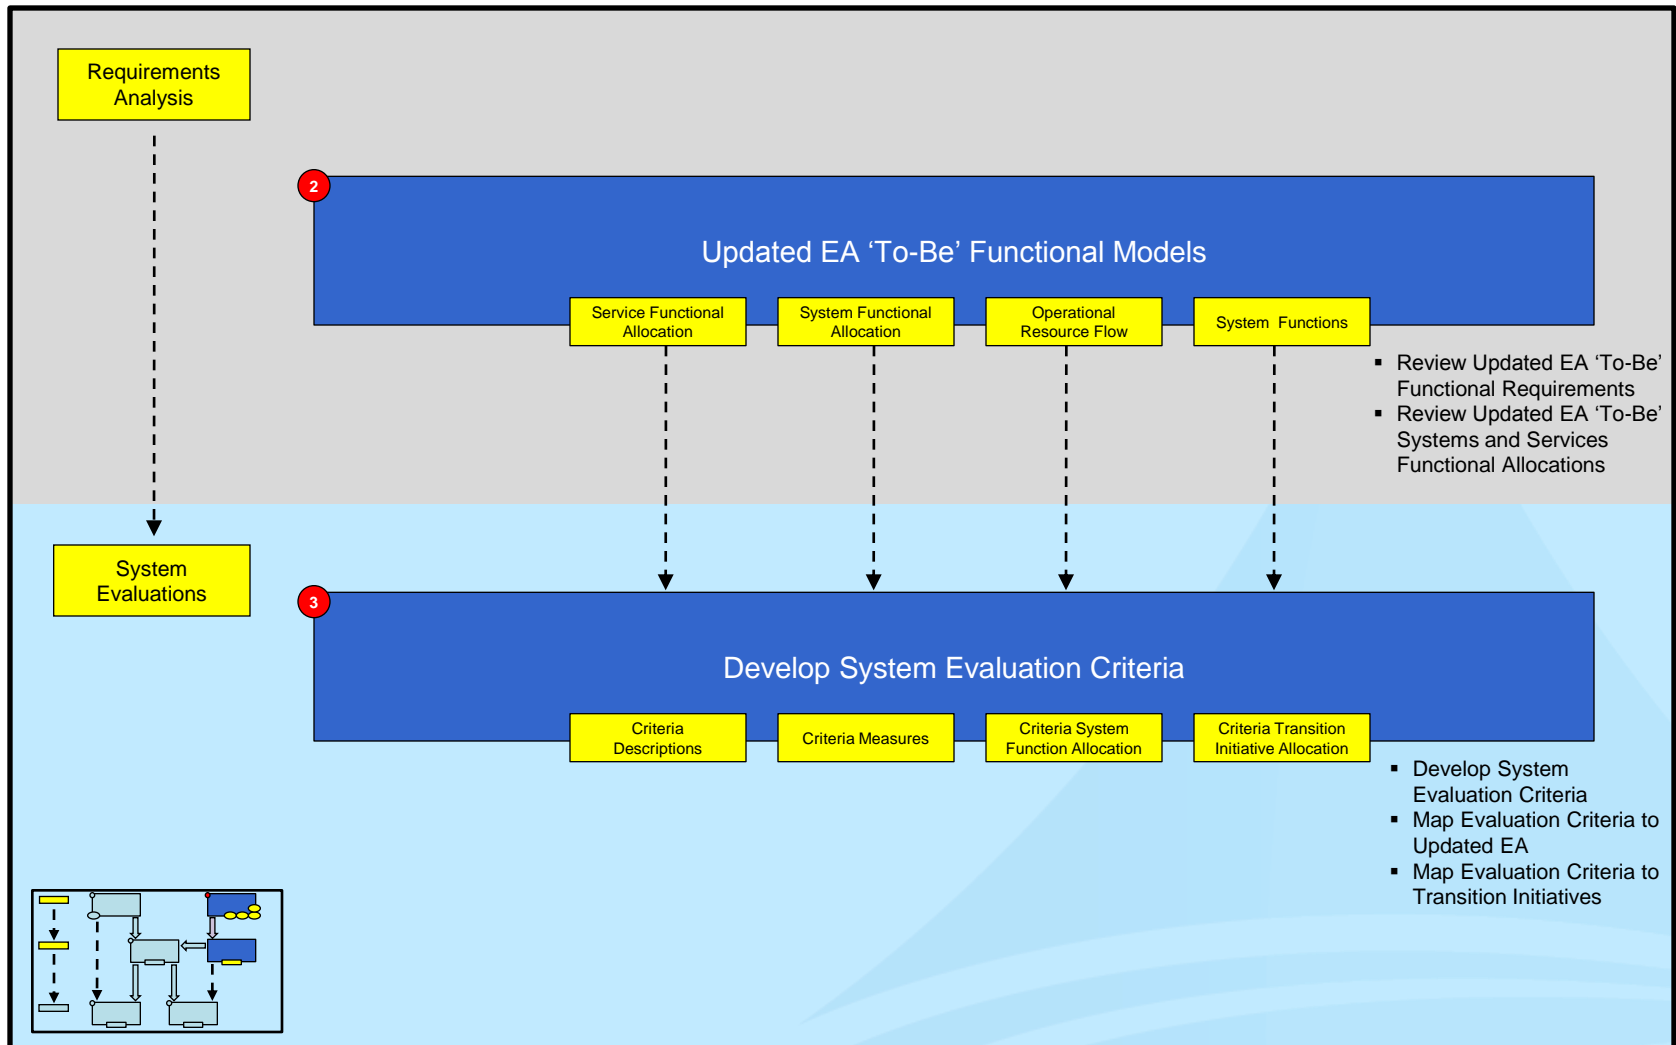 Requirements
Analysis
2
Updated EA ‘To-Be’ Functional Models
Service Functional
Allocation
System Functional
Allocation
Operational
Resource Flow
System Functions
▪ Review Updated EA ‘To-Be’
Functional Requirements
▪ Review Updated EA ‘To-Be’
Systems and Services
Functional Allocations
System
Evaluations
3
Develop System Evaluation Criteria
Criteria
Descriptions
Criteria Measures
Criteria System
Function Allocation
Criteria Transition
Initiative Allocation
▪ Develop System
Evaluation Criteria
▪ Map Evaluation Criteria to
Updated EA
▪ Map Evaluation Criteria to
Transition Initiatives